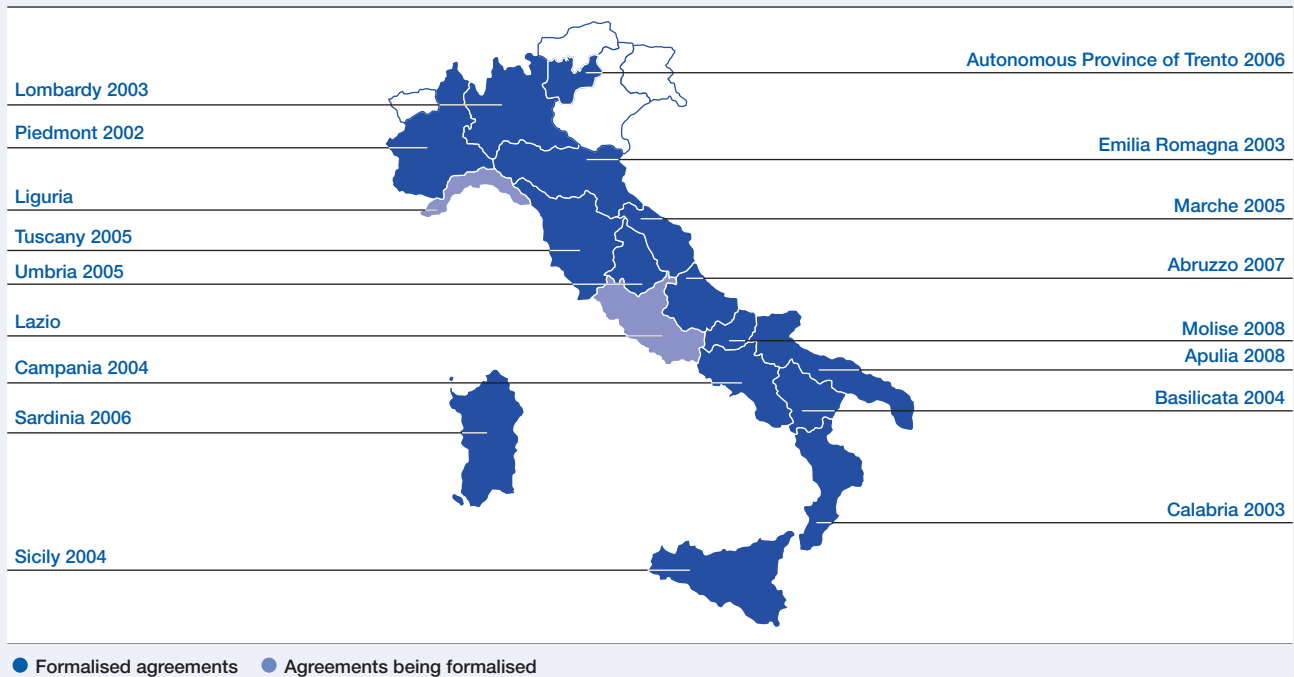 Autonomous Province of Trento 2006
Lombardy 2003
Piedmont 2002
Emilia Romagna 2003
Liguria
Marche 2005
Tuscany 2005
Umbria 2005
Abruzzo 2007
Lazio
Molise 2008
Apulia 2008
Campania 2004
Basilicata 2004
Sardinia 2006
Calabria 2003
Sicily 2004
Formalised agreements
Agreements being formalised